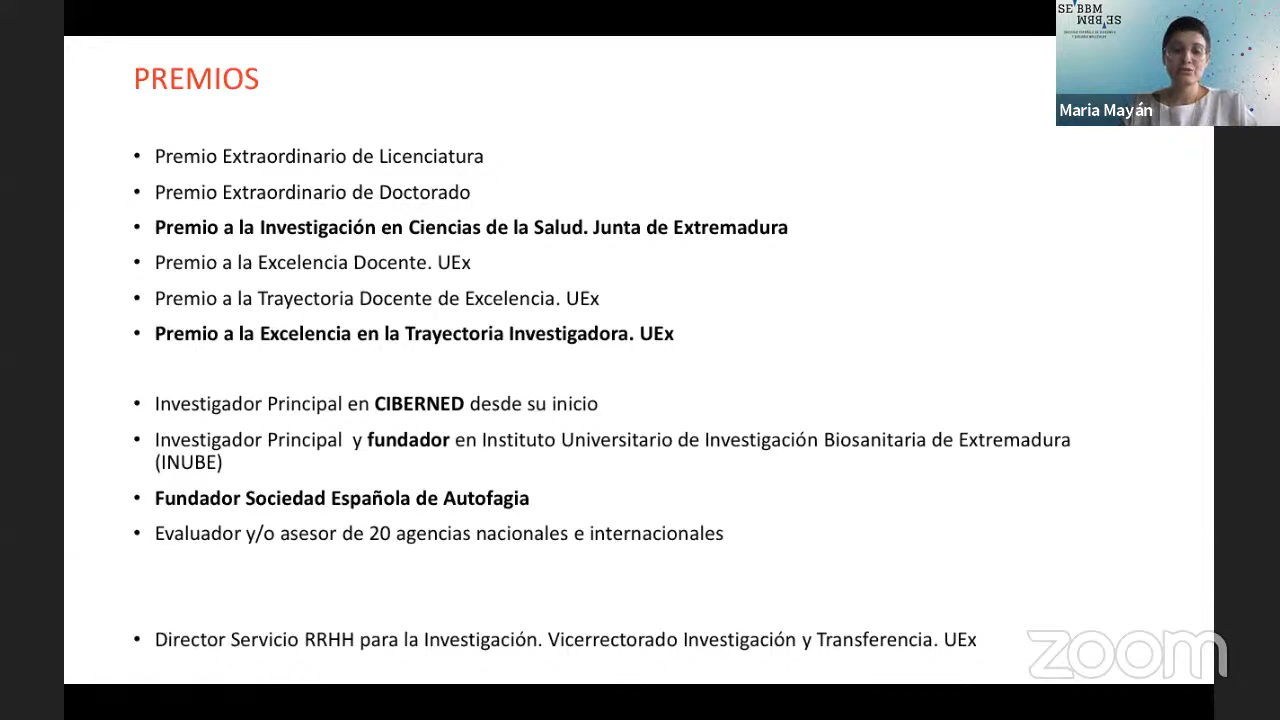 PREMIOS
SEBBM
SEBBM
Maria Mayán
• Premio Extraordinario de Licenciatura
• Premio Extraordinario de Doctorado
• Premio a la Investigación en Ciencias de la Salud. Junta de Extremadura
• Premio a la Excelencia Docente. UEx
• Premio a la Trayectoria Docente de Excelencia. UEx
• Premio a la Excelencia en la Trayectoria Investigadora. UEx
• Investigador Principal en CIBERNED desde su inicio
• Investigador Principal y fundador en Instituto Universitario de Investigación Biosanitaria de Extremadura
(INUBE)
• Fundador Sociedad Española de Autofagia
• Evaluador y/o asesor de 20 agencias nacionales e internacionales
• Director Servicio RRHH para la Investigación. Vicerrectorado Investigación y Transferencia. UEx
zoom